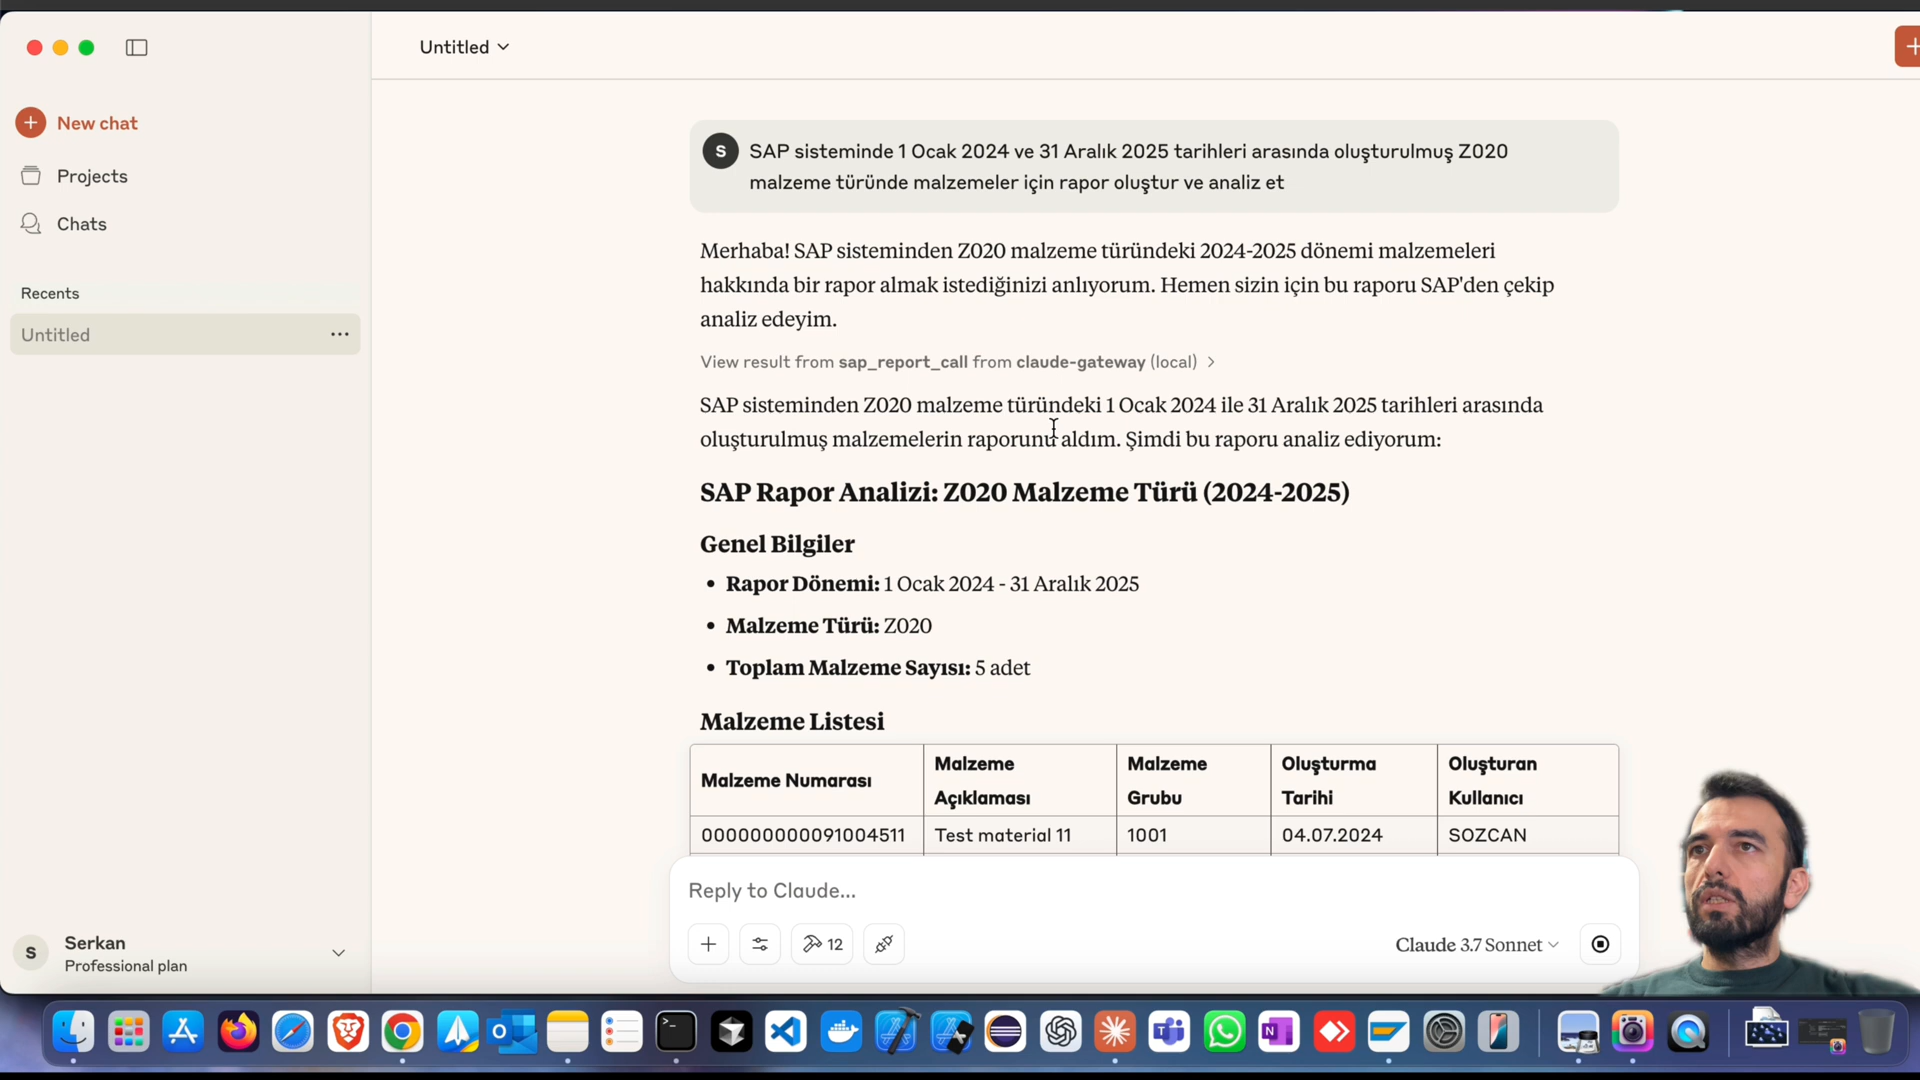 Untitled
New chat
Projects
Chats
Recents
Untitled
S
SAP sisteminde 1 Ocak 2024 ve 31 Aralık 2025 tarihleri arasında oluşturulmuş Z020
malzeme türünde malzemeler için rapor oluştur ve analiz et
Merhaba! SAP sisteminden Z020 malzeme türündeki 2024-2025 dönemi malzemeleri
hakkında bir rapor almak istediğinizi anlıyorum. Hemen sizin için bu raporu SAP'den çekip
analiz edeyim.
View result from sap_report_call from claude-gateway (local)
SAP sisteminden Z020 malzeme türündeki 1 Ocak 2024 ile 31 Aralık 2025 tarihleri arasında
oluşturulmuş malzemelerin raporunu aldım. Şimdi bu raporu analiz ediyorum:
SAP Rapor Analizi: Z020 Malzeme Türü (2024-2025)
Genel Bilgiler
• Rapor Dönemi: 1 Ocak 2024 - 31 Aralık 2025
• Malzeme Türü: Z020
• Toplam Malzeme Sayısı: 5 adet
Malzeme Listesi
Malzeme Numarası
Malzeme
Açıklaması
Malzeme
Grubu
Oluşturma
Tarihi
Oluşturan
Kullanıcı
000000000091004511 Test material 11 1001 04.07.2024 SOZCAN
Reply to Claude...
12
Claude 3.7 Sonnet
S
Serkan
Professional plan